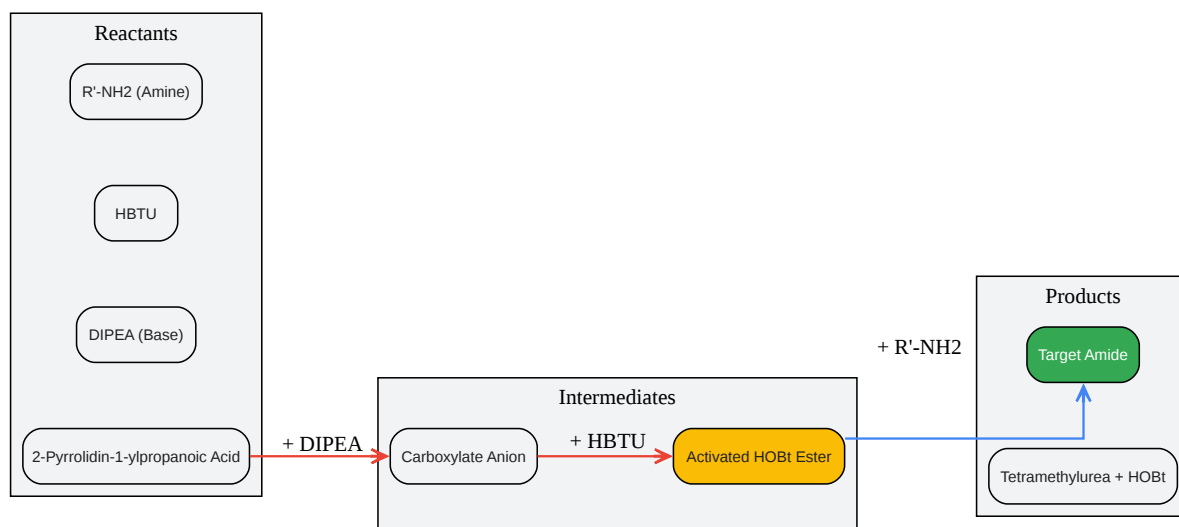 Reactants
R'-NH2 (Amine)
HBTU
DIPEA (Base)
2-Pyrrolidin-1-ylpropanoic Acid
+ DIPEA
Intermediates
Carboxylate Anion
+ HBTU
Activated HOBt Ester
+ R'-NH2
Products
Target Amide
Tetramethylurea + HOBt